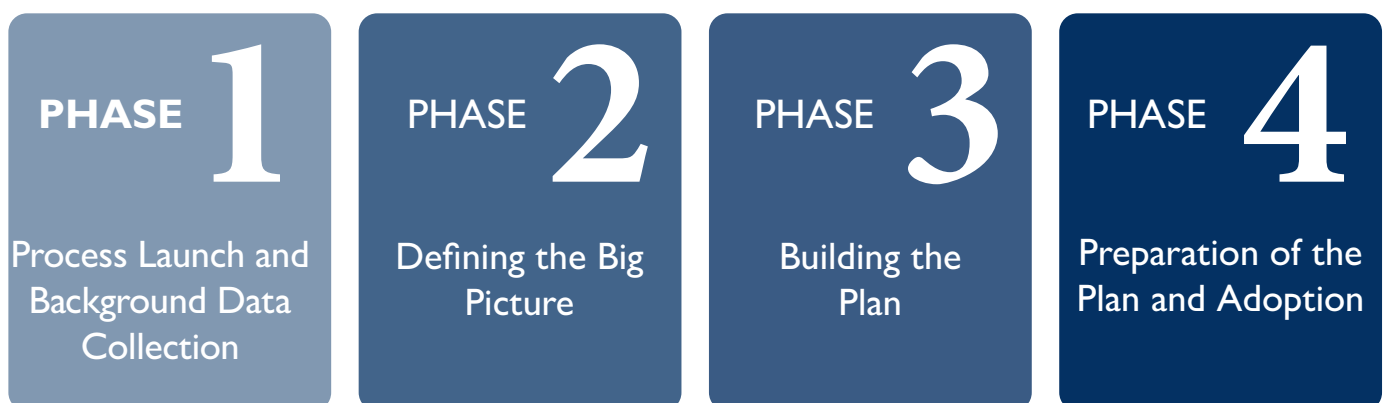 PHASE 1
Process Launch and
Background Data
Collection
PHASE 2
Defining the Big
Picture
PHASE 3
Building the
Plan
PHASE 4
Preparation of the
Plan and Adoption